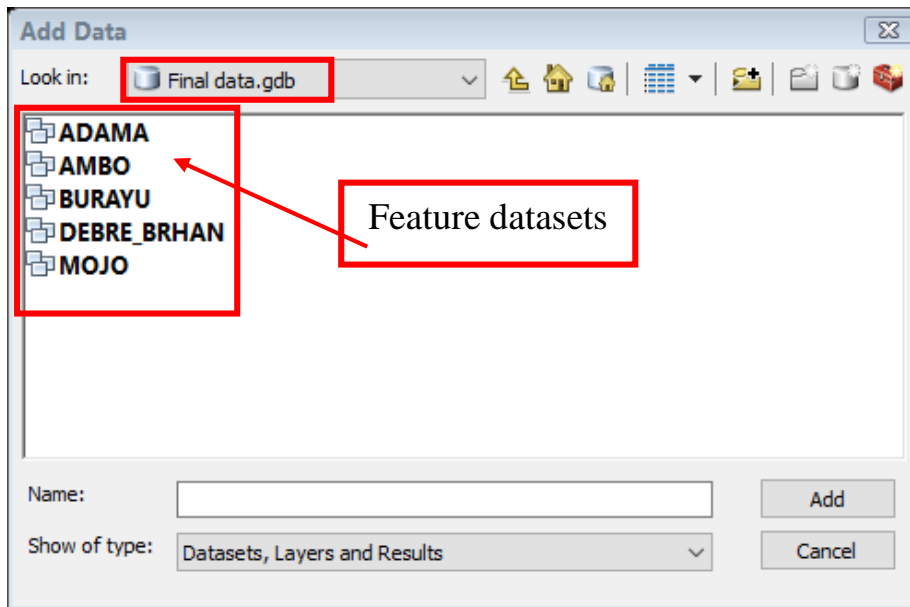 Add Data
Look in: Final data.gdb
ADAMA
AMBO
BURAYU
DEBRE_BRHAN
MOJO
Feature datasets
Name: Add
Show of type: Datasets, Layers and Results Cancel